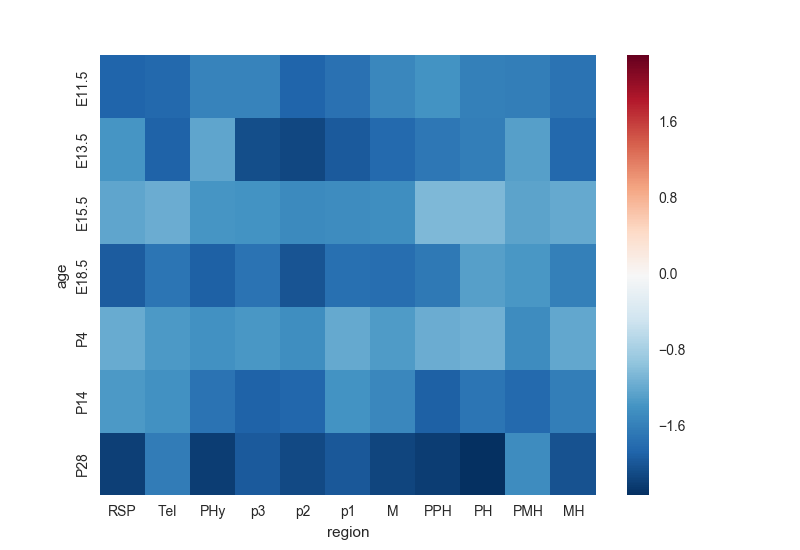 age
E11.5
E13.5
E15.5
E18.5
P4
P14
P28
RSP Tel PHy p3 p2 p1 M PPH PH PMH MH
region
1.6
0.8
0.0
−0.8
−1.6